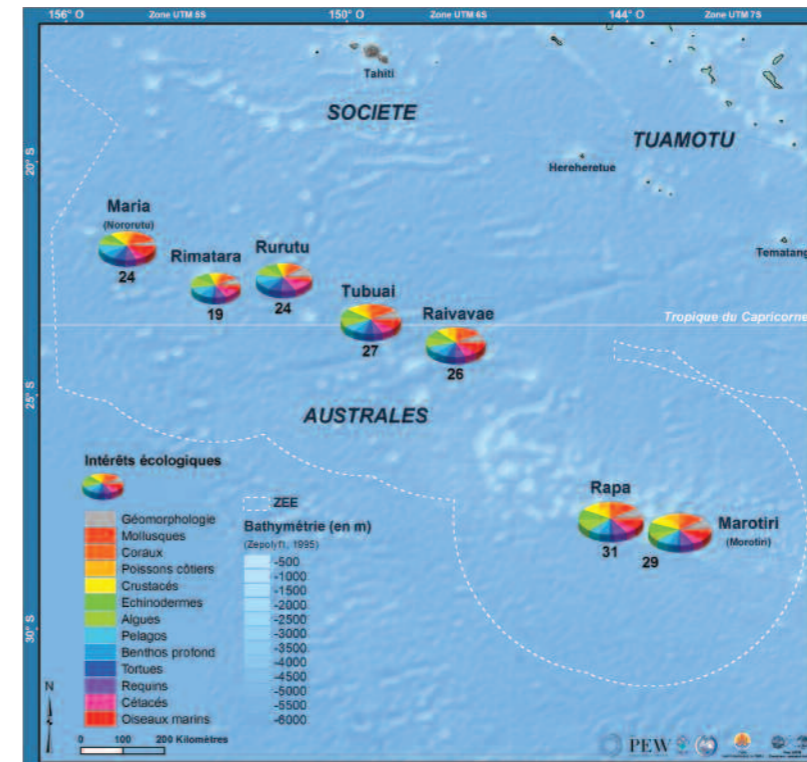 156° O Zone UTM 5S 150° O Zone UTM 6S 144° O Zone UTM 7S
Tahiti
SOCIETE
TUAMOTU
20° S
Hereheretue
Maria
(Nororutu)
24
Rimatara
19
Rurutu
24
Tematang
Tubuai
27
Raivavae
26
Tropique du Capricorne
25° S
AUSTRALES
Intérêts écologiques
Géomorphologie
Mollusques
Coraux
Poissons côtiers
Crustacés
Echinodermes
Algues
Pelagos
Benthos profond
Tortues
Requins
Cétacés
Oiseaux marins
ZEE
Bathymétrie (en m)
(Zepolyf1, 1995)
-500
-1000
-1500
-2000
-2500
-3000
-3500
-4000
-4500
-5000
-5500
-6000
Rapa
31
Marotiri
(Morotiri)
29
30° S
N
0 100 200 Kilomètres
PEW